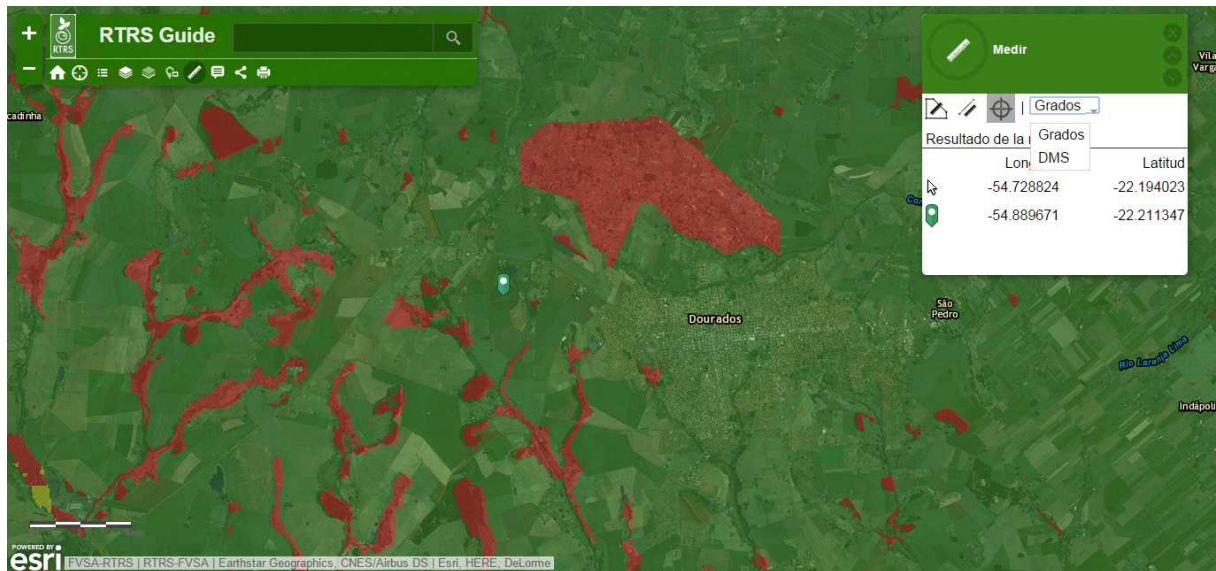 +
−
RTRS
RTRS Guide
Medir
Grados
Resultado de la
Grados
DMS
Latitud
-54.728824 -22.194023
-54.889671 -22.211347
Vila
Varga
cadinha
Dourados
São
Pedro
Rio Laranja Lima
Indápoli
POWERED BY
esri
FVSA-RTRS | RTRS-FVSA | Earthstar Geographics, CNES/Airbus DS | Esri, HERE, DeLorme